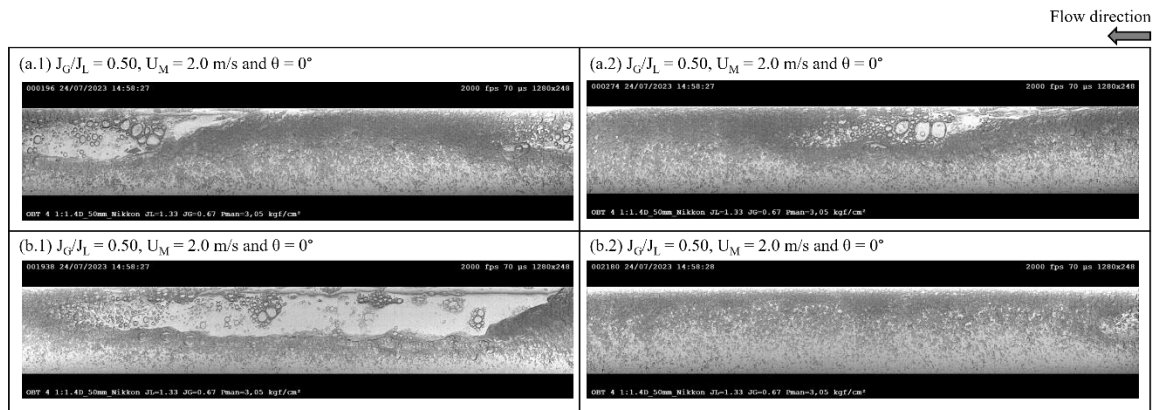 Flow direction
(a.1) J_G/J_L = 0.50, U_M = 2.0 m/s and θ = 0°
000196 24/07/2023 14:58:27 2000 fps 70 µs 1280x248
OBT 4 1:1.4D_50mm_Nikkon JL=1.33 JG=0.67 Pman=3,05 kgf/cm²
(a.2) J_G/J_L = 0.50, U_M = 2.0 m/s and θ = 0°
000274 24/07/2023 14:58:27 2000 fps 70 µs 1280x248
OBT 4 1:1.4D_50mm_Nikkon JL=1.33 JG=0.67 Pman=3,05 kgf/cm²
(b.1) J_G/J_L = 0.50, U_M = 2.0 m/s and θ = 0°
001938 24/07/2023 14:58:27 2000 fps 70 µs 1280x248
OBT 4 1:1.4D_50mm_Nikkon JL=1.33 JG=0.67 Pman=3,05 kgf/cm²
(b.2) J_G/J_L = 0.50, U_M = 2.0 m/s and θ = 0°
002180 24/07/2023 14:58:28 2000 fps 70 µs 1280x248
OBT 4 1:1.4D_50mm_Nikkon JL=1.33 JG=0.67 Pman=3,05 kgf/cm²